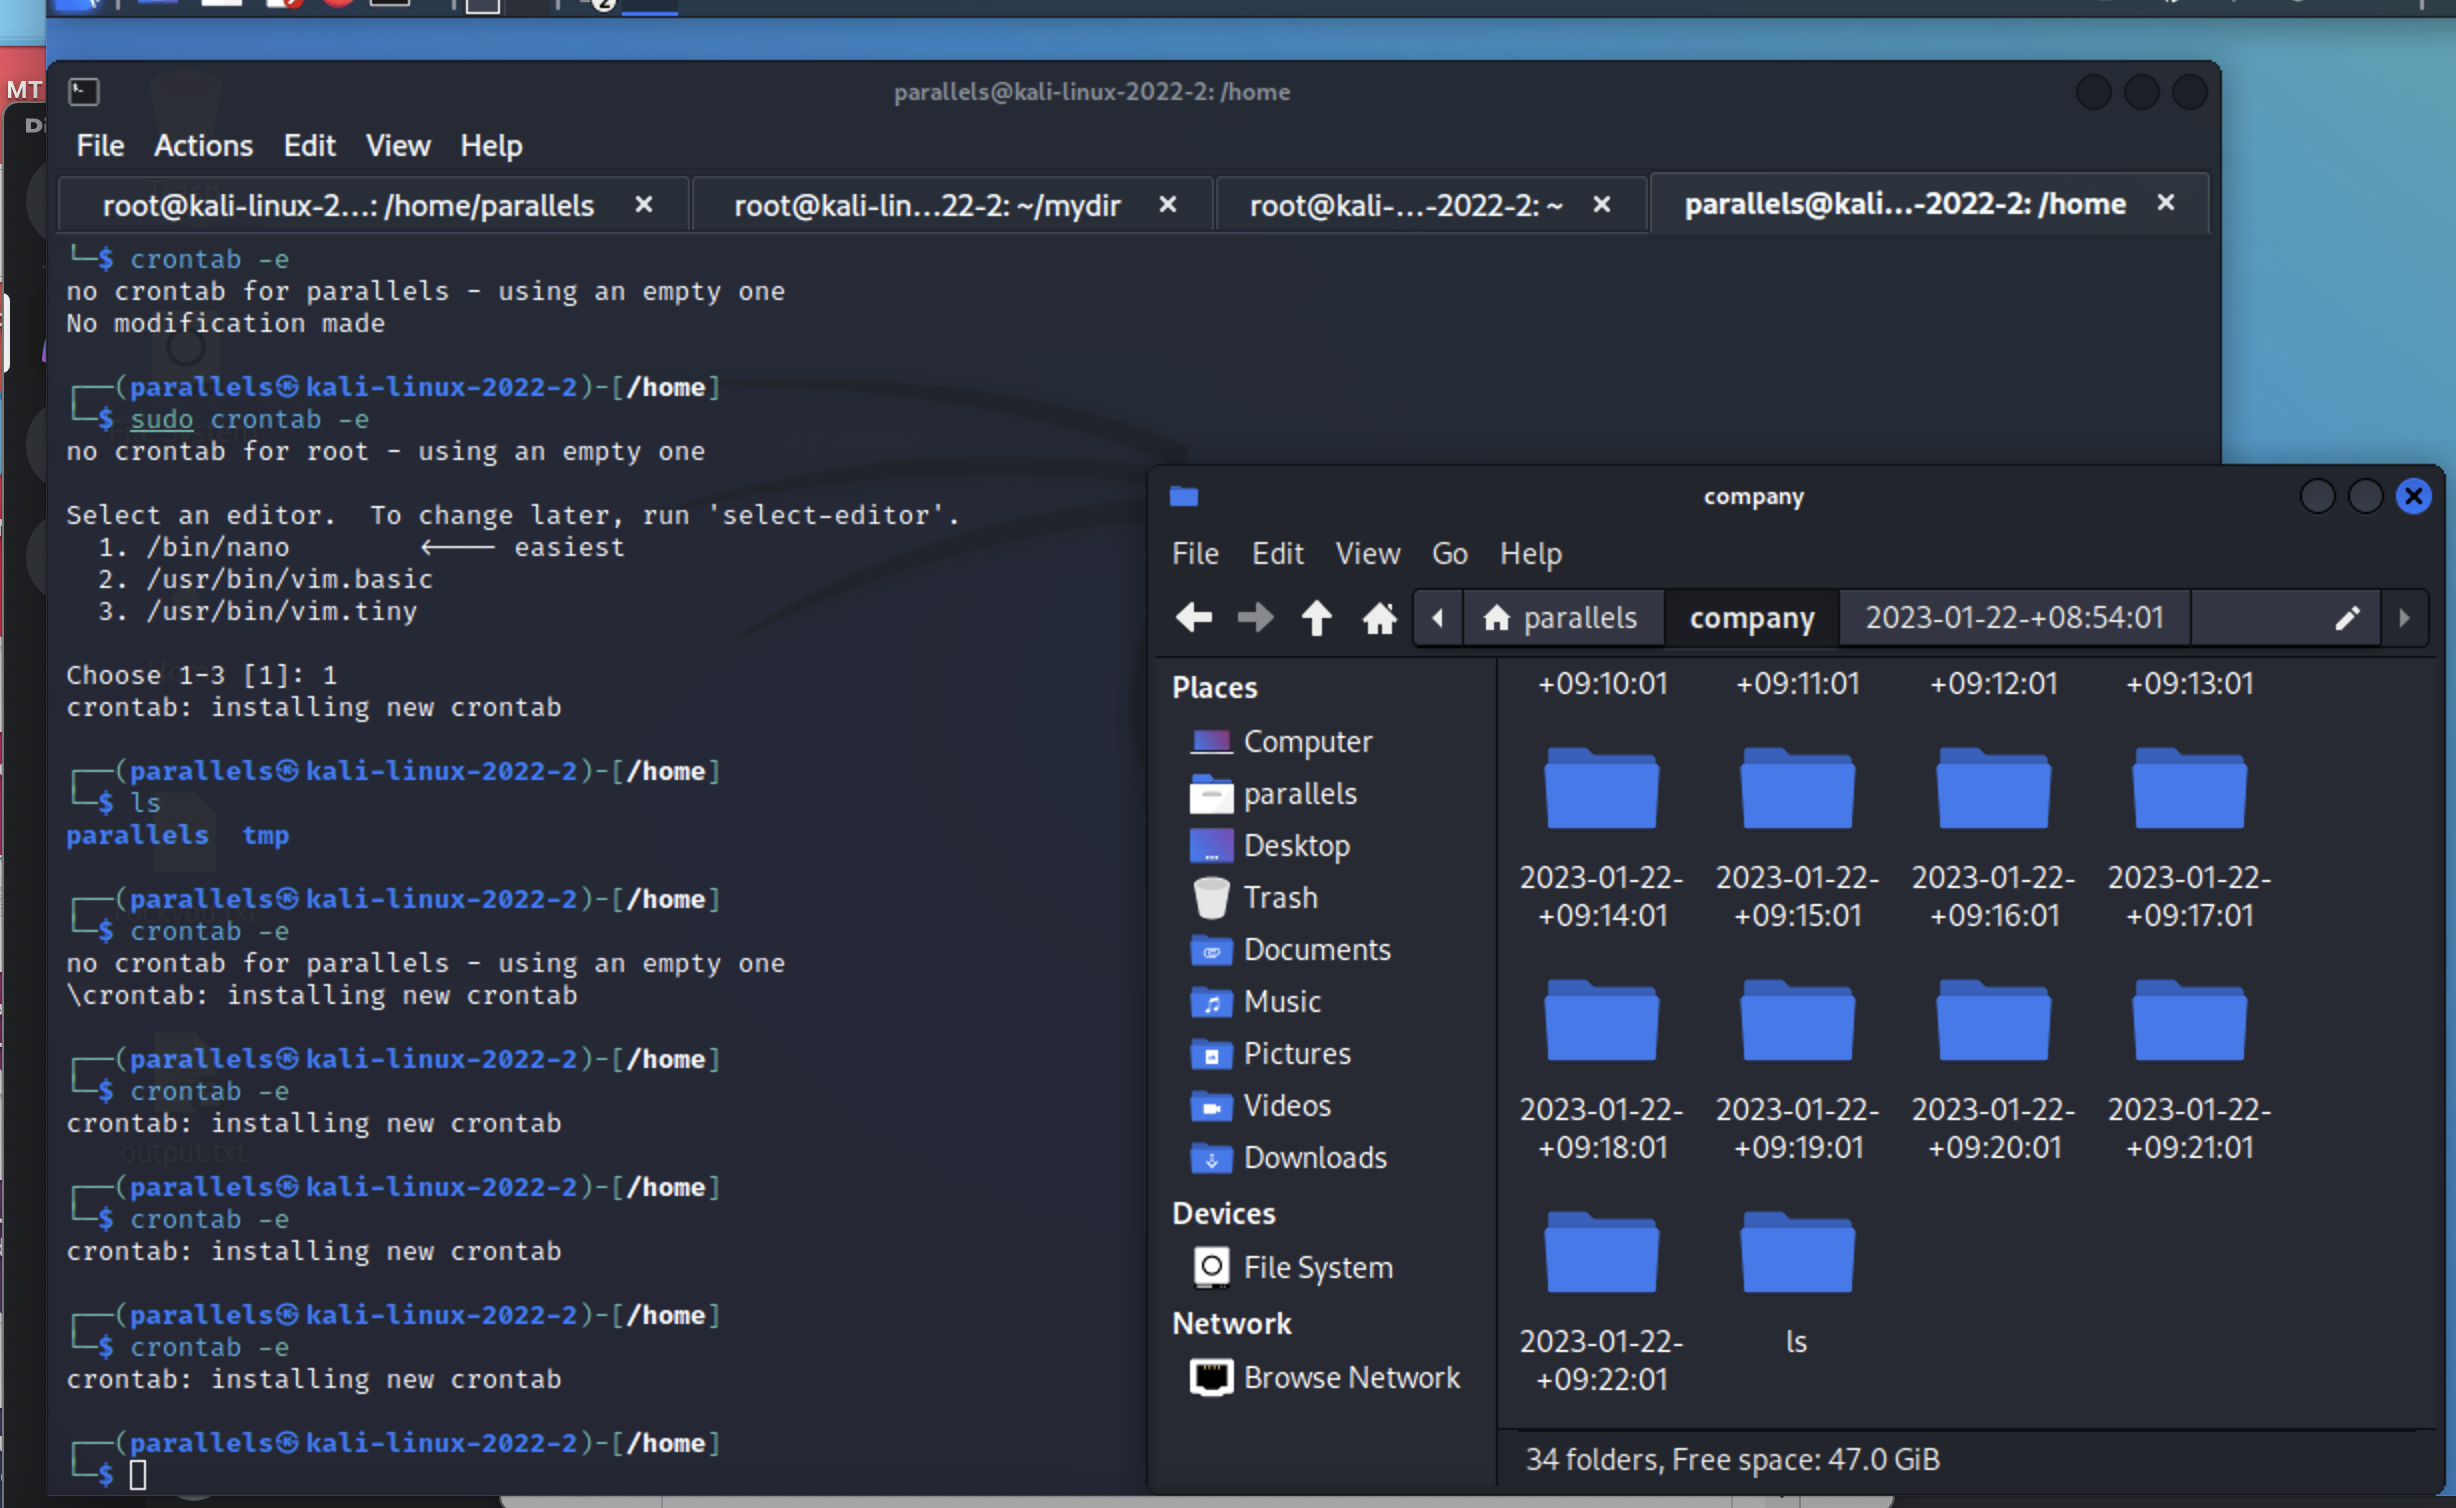 MT
Di
parallels@kali-linux-2022-2: /home
File Actions Edit View Help
root@kali-linux-2...: /home/parallels
root@kali-lin...22-2: ~/mydir
root@kali-...-2022-2: ~
parallels@kali...-2022-2: /home
└─$ crontab -e
no crontab for parallels - using an empty one
No modification made
┌──(parallels㉿kali-linux-2022-2)-[/home]
└─$ sudo crontab -e
no crontab for root - using an empty one
Select an editor.  To change later, run 'select-editor'.
1. /bin/nano        <---- easiest
2. /usr/bin/vim.basic
3. /usr/bin/vim.tiny
Choose 1-3 [1]: 1
crontab: installing new crontab
┌──(parallels㉿kali-linux-2022-2)-[/home]
└─$ ls
parallels  tmp
┌──(parallels㉿kali-linux-2022-2)-[/home]
└─$ crontab -e
no crontab for parallels - using an empty one
\crontab: installing new crontab
┌──(parallels㉿kali-linux-2022-2)-[/home]
└─$ crontab -e
crontab: installing new crontab
output.txt
┌──(parallels㉿kali-linux-2022-2)-[/home]
└─$ crontab -e
crontab: installing new crontab
┌──(parallels㉿kali-linux-2022-2)-[/home]
└─$ crontab -e
crontab: installing new crontab
┌──(parallels㉿kali-linux-2022-2)-[/home]
└─$
company
File Edit View Go Help
parallels company 2023-01-22-+08:54:01
Places
Computer
parallels
Desktop
Trash
Documents
Music
Pictures
Videos
Downloads
Devices
File System
Network
Browse Network
+09:10:01 +09:11:01 +09:12:01 +09:13:01
2023-01-22- 2023-01-22- 2023-01-22- 2023-01-22-
+09:14:01 +09:15:01 +09:16:01 +09:17:01
2023-01-22- 2023-01-22- 2023-01-22- 2023-01-22-
+09:18:01 +09:19:01 +09:20:01 +09:21:01
2023-01-22- ls
+09:22:01
34 folders, Free space: 47.0 GiB